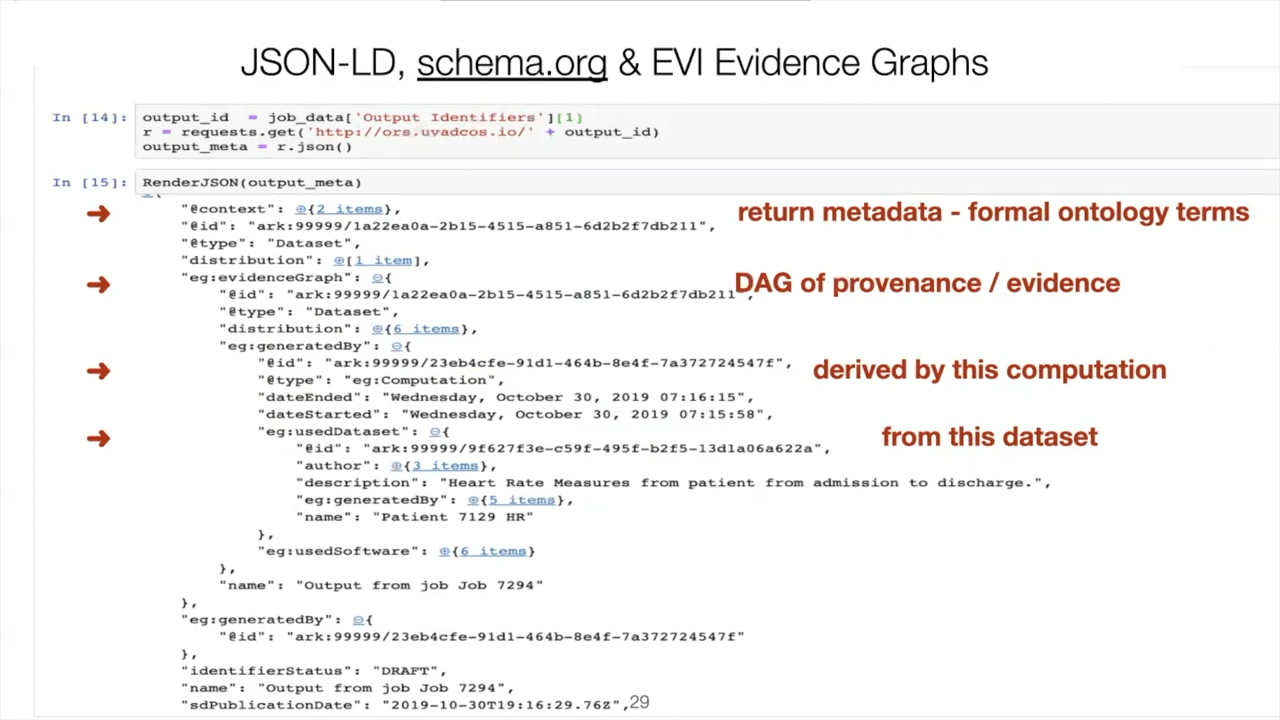 JSON-LD, schema.org & EVI Evidence Graphs
In [14]: output_id = job_data['Output Identifiers'][1]
r = requests.get('http://ors.uvadcos.io/' + output_id)
output_meta = r.json()
In [15]: RenderJSON(output_meta)
"@context": ⊕{2 items}, return metadata - formal ontology terms
"@id": "ark:99999/1a22ea0a-2b15-4515-a851-6d2b2f7db211",
"@type": "Dataset",
"distribution": ⊕[1 item],
"eg:evidenceGraph": ⊖{ DAG of provenance / evidence
"@id": "ark:99999/1a22ea0a-2b15-4515-a851-6d2b2f7db211",
"@type": "Dataset",
"distribution": ⊕{6 items},
"eg:generatedBy": ⊖{
"@id": "ark:99999/23eb4cfe-91d1-464b-8e4f-7a372724547f", derived by this computation
"@type": "eg:Computation",
"dateEnded": "Wednesday, October 30, 2019 07:16:15",
"dateStarted": "Wednesday, October 30, 2019 07:15:58",
"eg:usedDataset": ⊖{ from this dataset
"@id": "ark:99999/9f627f3e-c59f-495f-b2f5-13d1a06a622a",
"author": ⊕{3 items},
"description": "Heart Rate Measures from patient from admission to discharge.",
"eg:generatedBy": ⊕{5 items},
"name": "Patient 7129 HR"
},
"eg:usedSoftware": ⊕{6 items}
},
"name": "Output from job Job 7294"
},
"eg:generatedBy": ⊖{
"@id": "ark:99999/23eb4cfe-91d1-464b-8e4f-7a372724547f"
},
"identifierStatus": "DRAFT",
"name": "Output from job Job 7294",
"sdPublicationDate": "2019-10-30T19:16:29.76Z",
29